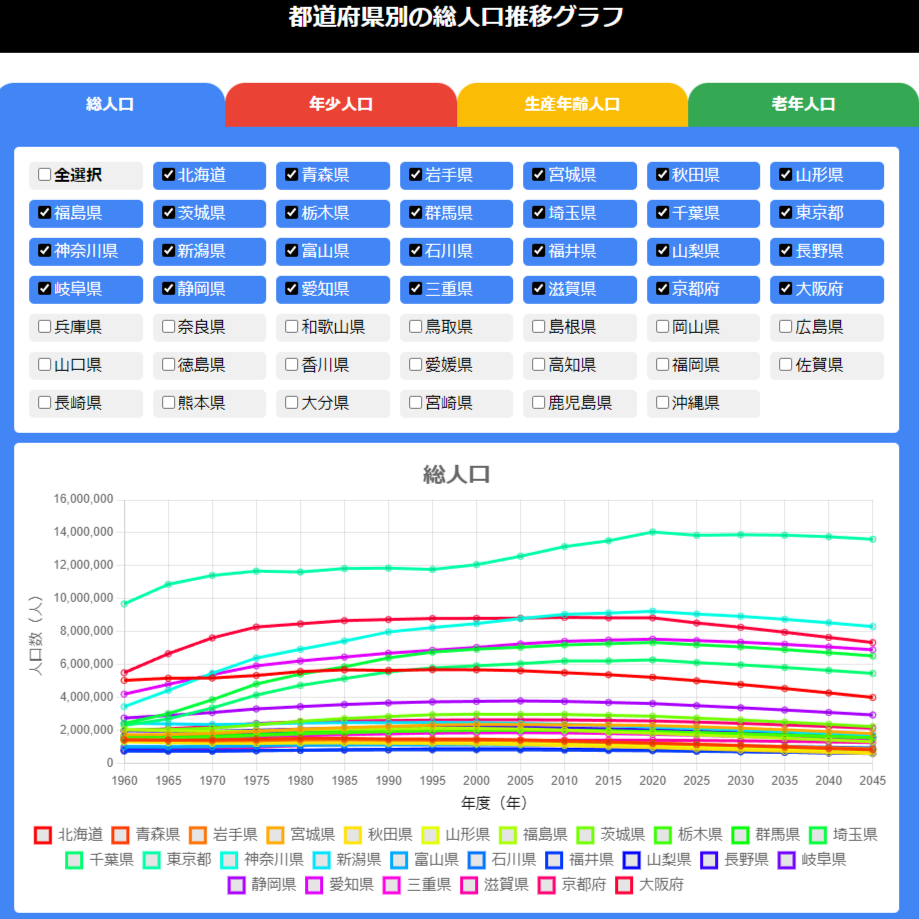 都道府県別の総人口推移グラフ
総人口 年少人口 生産年齢人口 老年人口
全選択 北海道 青森県 岩手県 宮城県 秋田県 山形県
福島県 茨城県 栃木県 群馬県 埼玉県 千葉県 東京都
神奈川県 新潟県 富山県 石川県 福井県 山梨県 長野県
岐阜県 静岡県 愛知県 三重県 滋賀県 京都府 大阪府
兵庫県 奈良県 和歌山県 鳥取県 島根県 岡山県 広島県
山口県 徳島県 香川県 愛媛県 高知県 福岡県 佐賀県
長崎県 熊本県 大分県 宮崎県 鹿児島県 沖縄県
総人口
16,000,000
14,000,000
12,000,000
10,000,000
8,000,000
6,000,000
4,000,000
2,000,000
0
人口数（人）
1960 1965 1970 1975 1980 1985 1990 1995 2000 2005 2010 2015 2020 2025 2030 2035 2040 2045
年度（年）
北海道 青森県 岩手県 宮城県 秋田県 山形県 福島県 茨城県 栃木県 群馬県 埼玉県
千葉県 東京都 神奈川県 新潟県 富山県 石川県 福井県 山梨県 長野県 岐阜県
静岡県 愛知県 三重県 滋賀県 京都府 大阪府